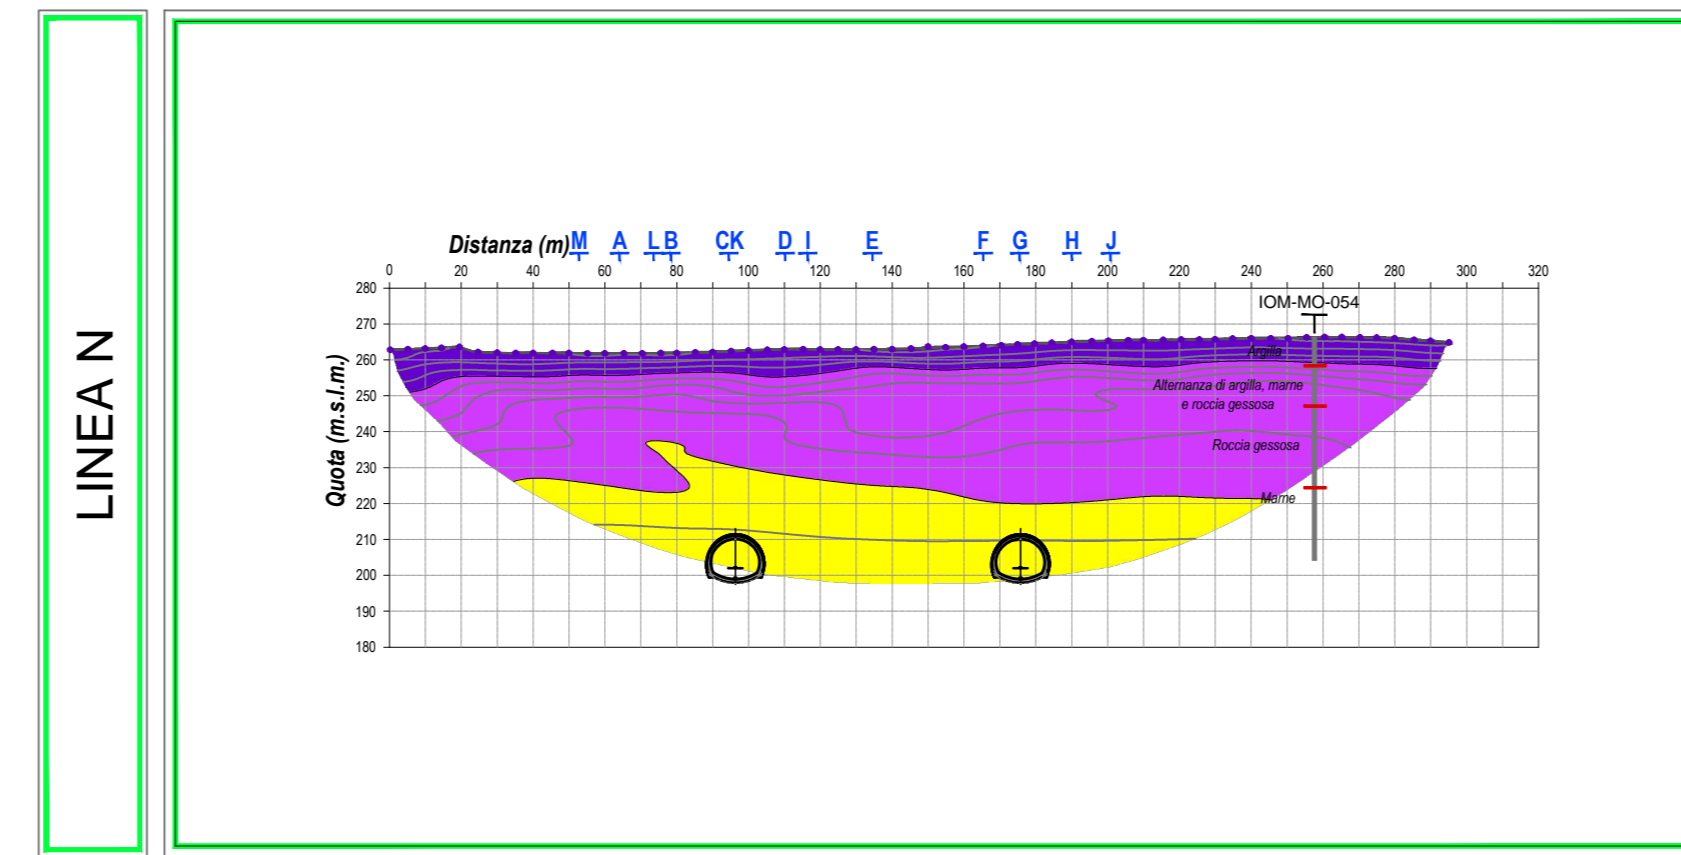 LINEA N
Distanza (m) M A L B CK D I E F G H J
0 20 40 60 80 100 120 140 160 180 200 220 240 260 280 300 320
280
270
260
250
240
230
220
210
200
190
180
Quota (m.s.l.m.)
IOM-MO-054
Argilla
Alternanza di argilla, marne
e roccia gessosa
Roccia gessosa
Marne